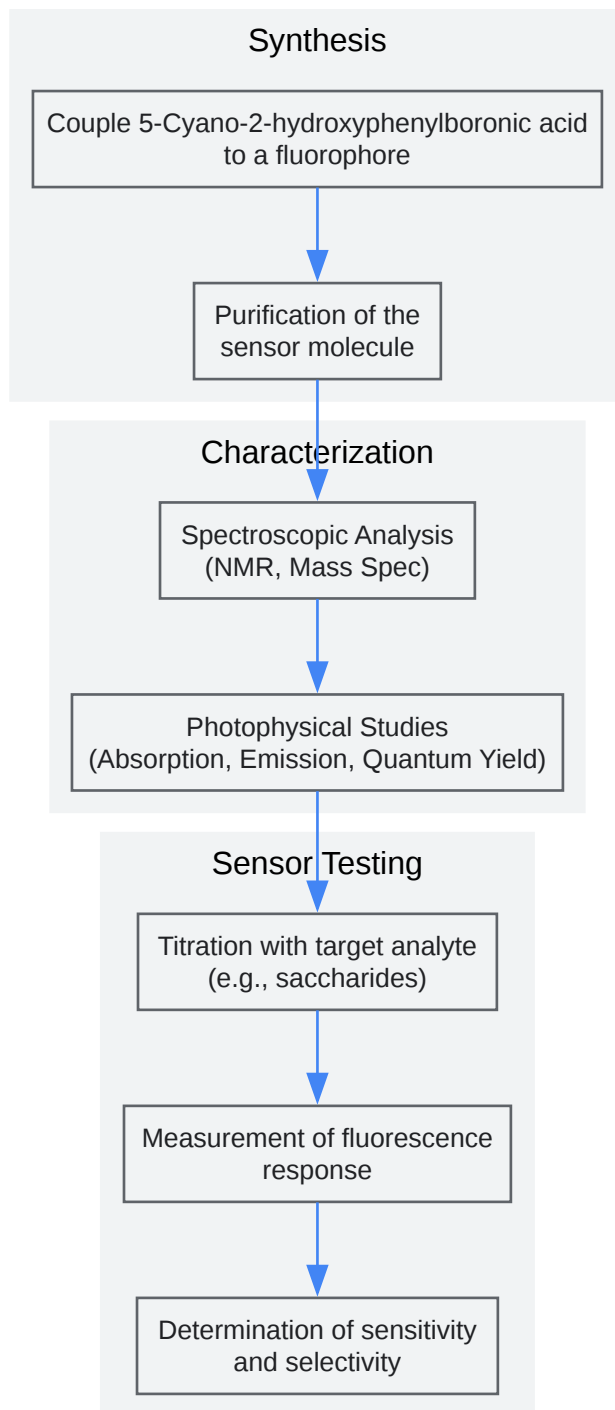 Synthesis
Couple 5-Cyano-2-hydroxyphenylboronic acid
to a fluorophore
Purification of the
sensor molecule
Characterization
Spectroscopic Analysis
(NMR, Mass Spec)
Photophysical Studies
(Absorption, Emission, Quantum Yield)
Sensor Testing
Titration with target analyte
(e.g., saccharides)
Measurement of fluorescence
response
Determination of sensitivity
and selectivity